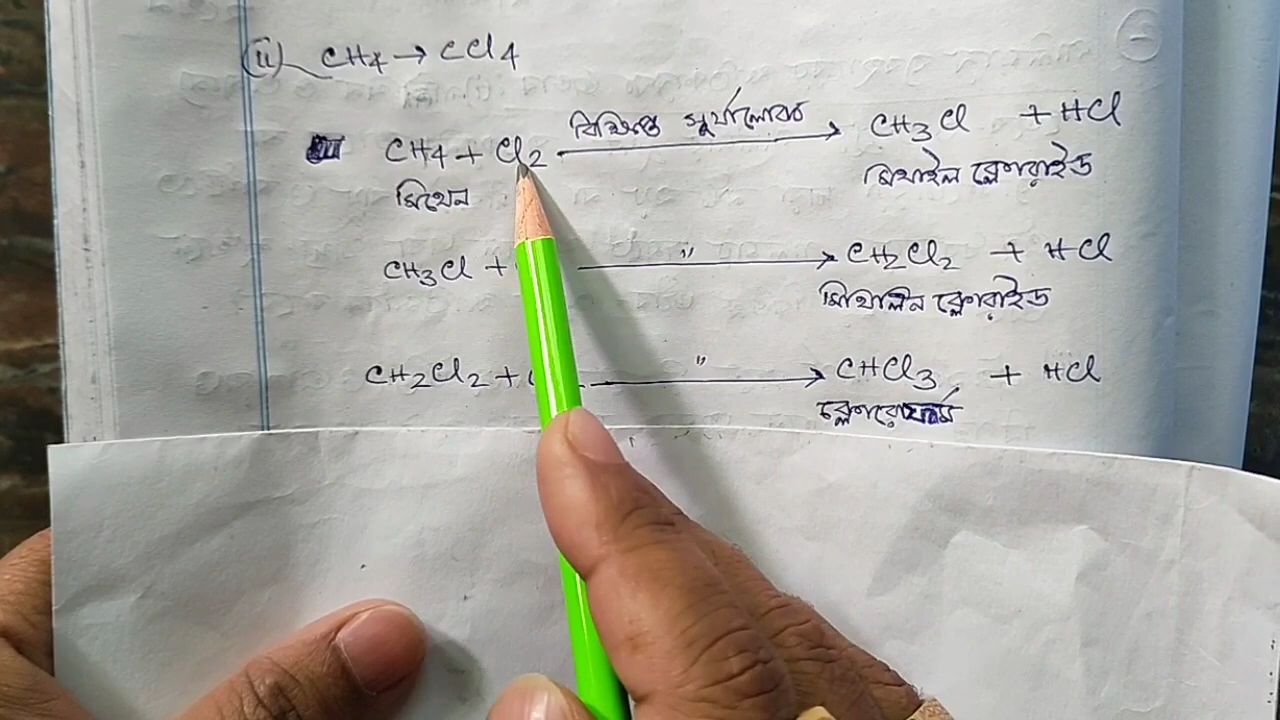 (ii) CH4 → CCl4
CH4 + Cl2 বিক্ষিপ্ত সূর্যালোক → CH3Cl + HCl
মিথেন মিথাইল ক্লোরাইড
CH3Cl + " → CH2Cl2 + HCl
মিথিলিন ক্লোরাইড
CH2Cl2 + " → CHCl3 + HCl
ক্লোরোফর্ম